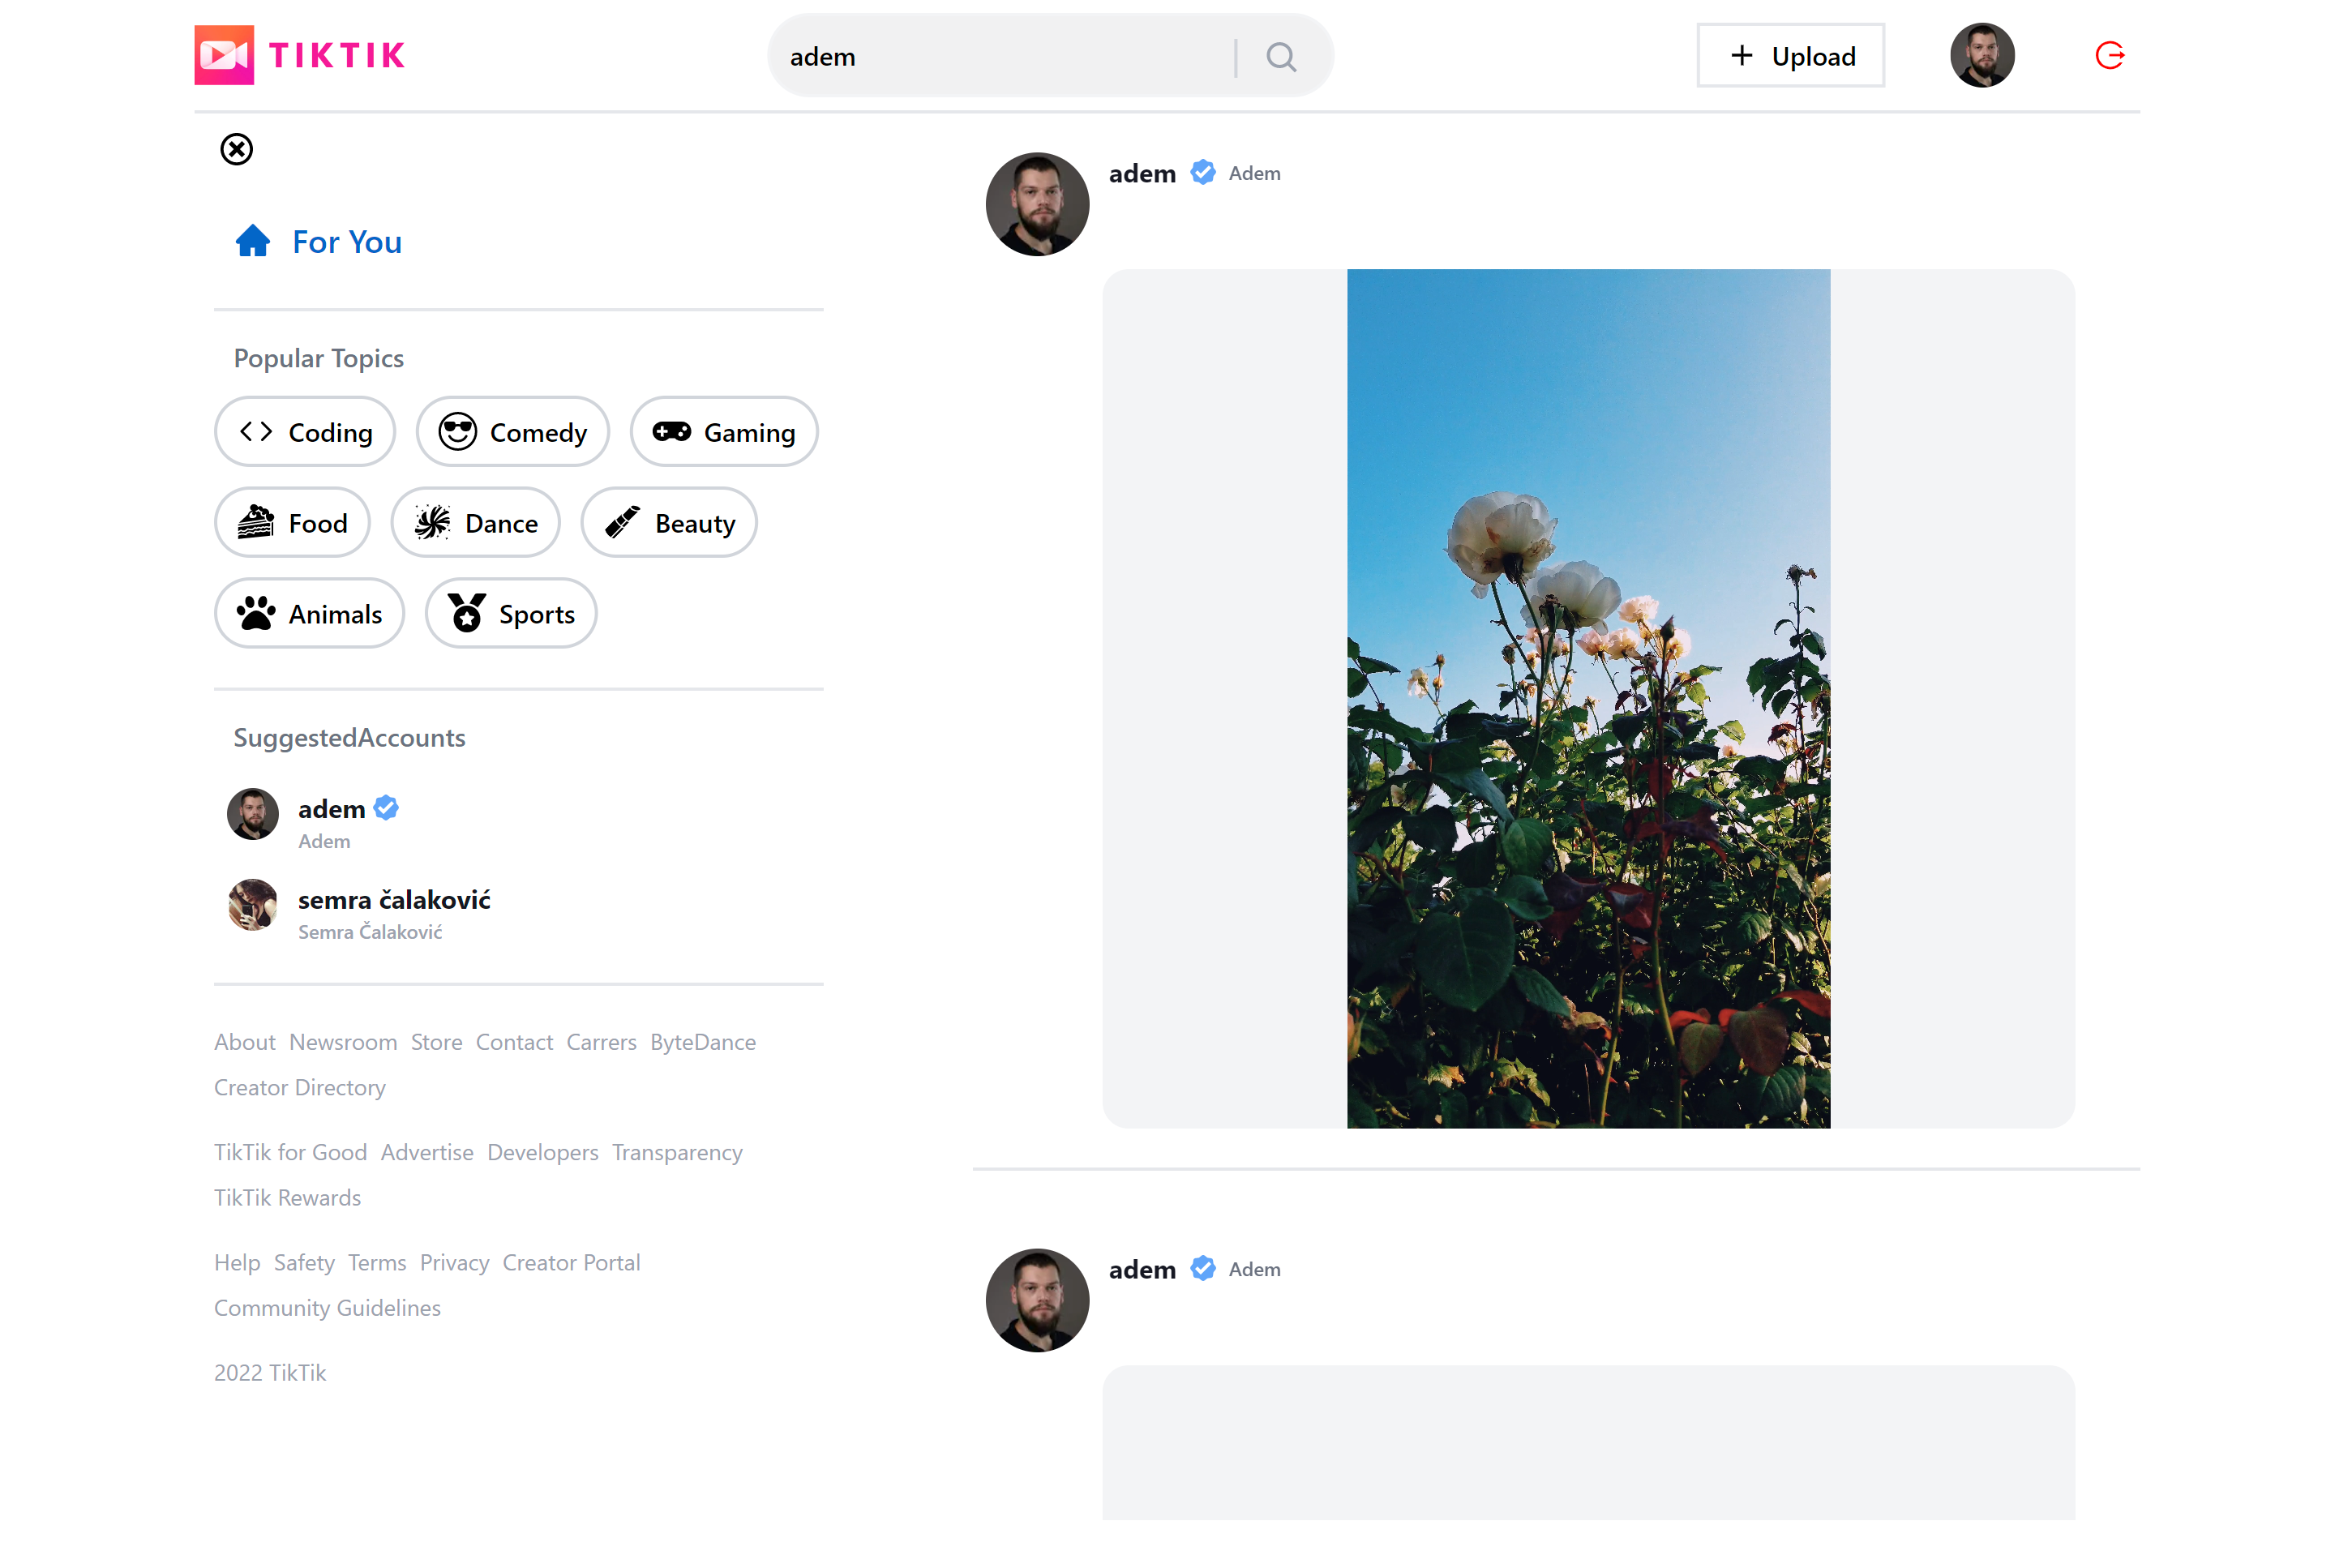 TIKTIK
adem
Upload
For You
Popular Topics
Coding Comedy Gaming
Food Dance Beauty
Animals Sports
SuggestedAccounts
adem
Adem
semra čalaković
Semra Čalaković
About Newsroom Store Contact Carrers ByteDance
Creator Directory
TikTik for Good Advertise Developers Transparency
TikTik Rewards
Help Safety Terms Privacy Creator Portal
Community Guidelines
2022 TikTik
adem Adem
adem Adem